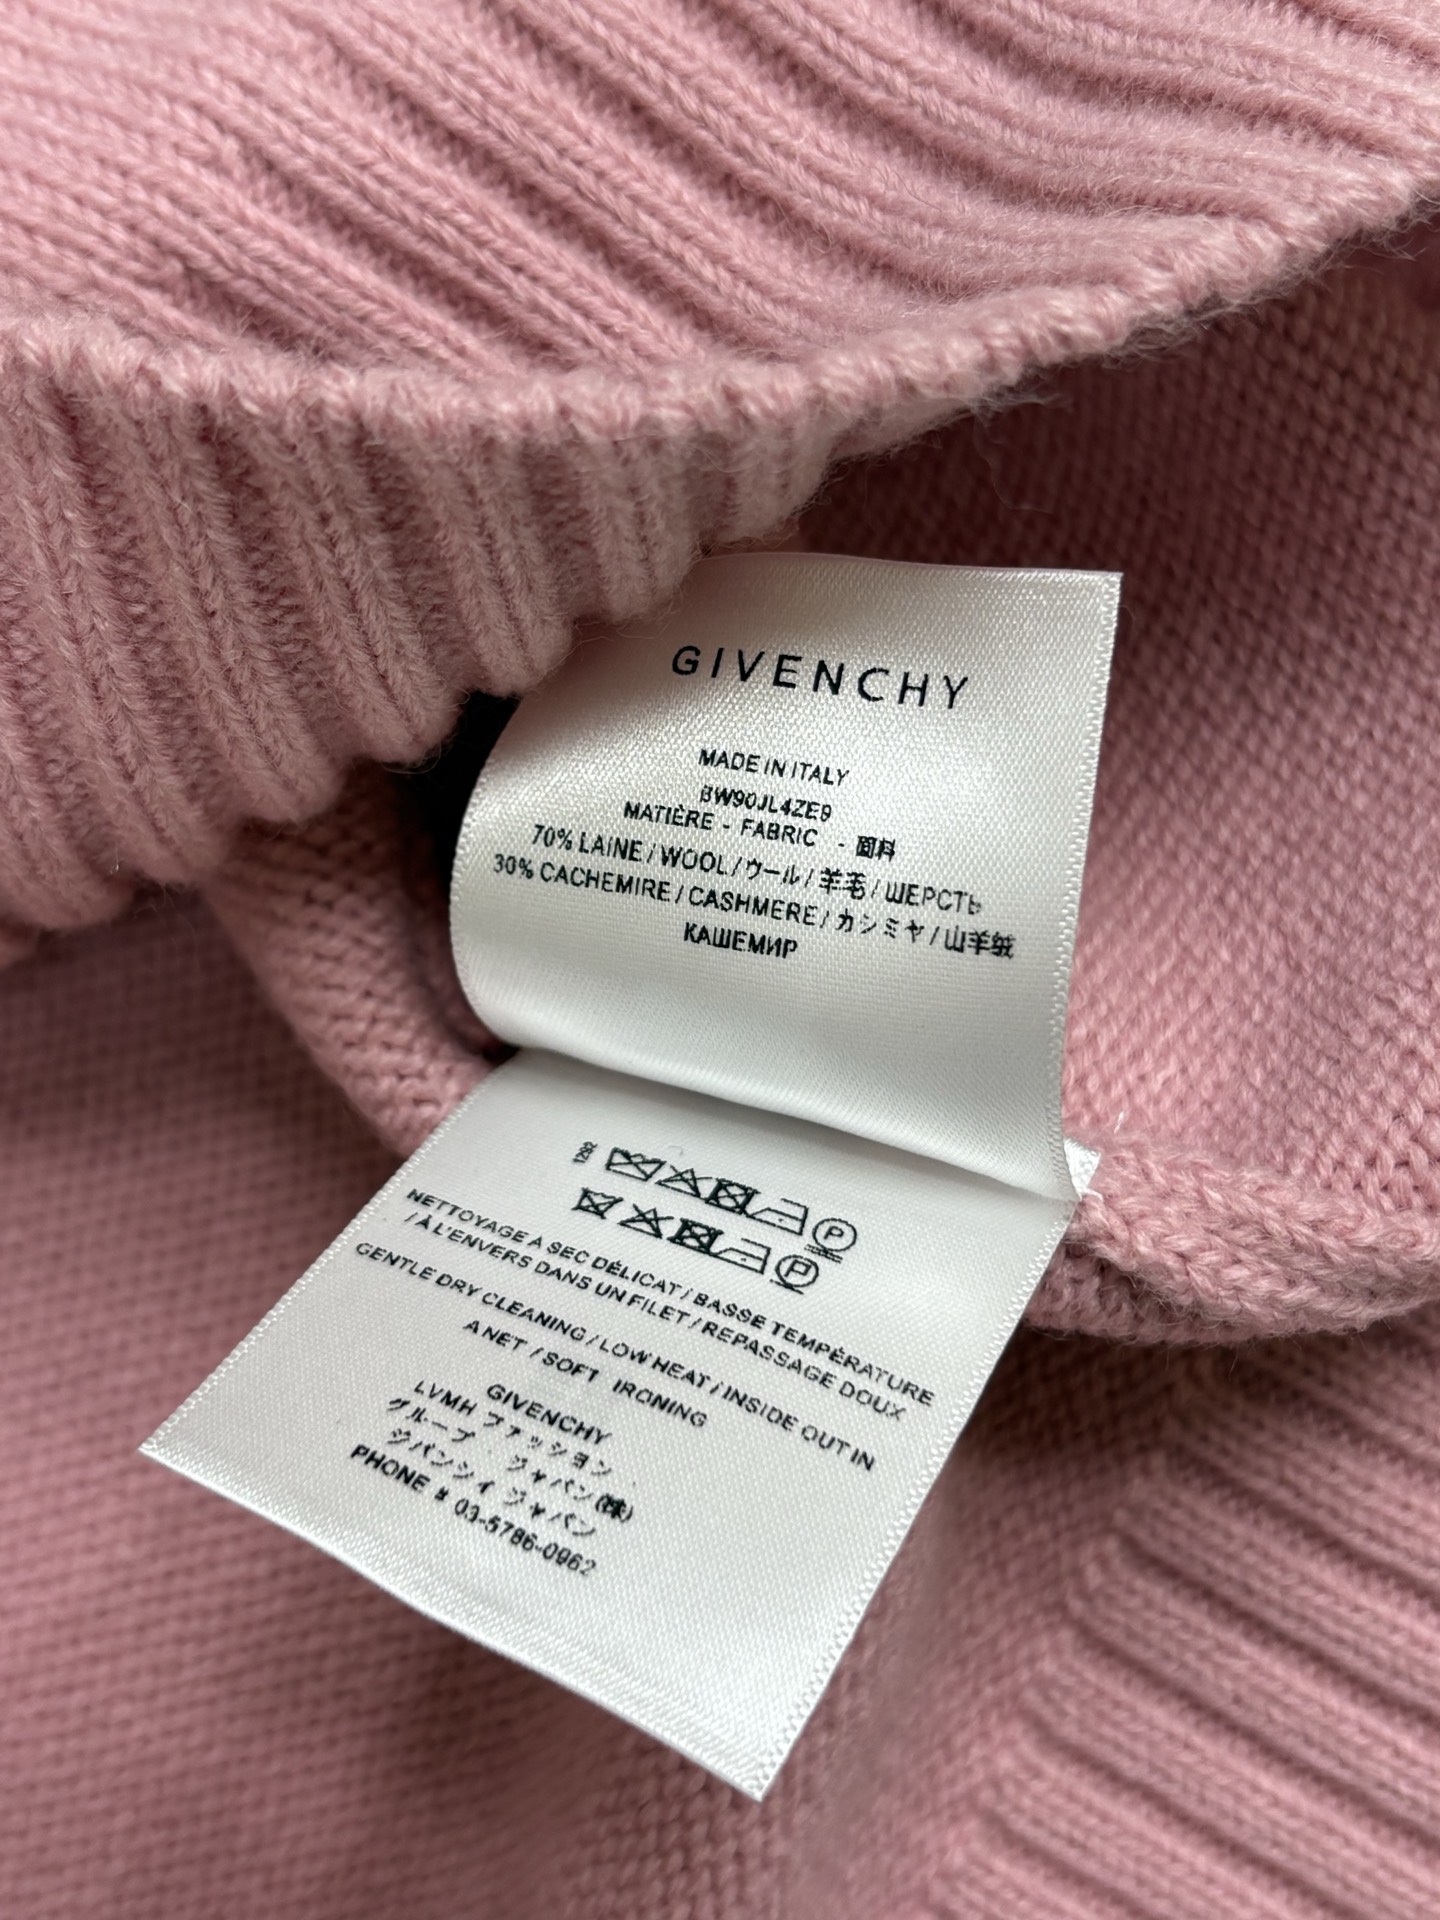 GIVENCHY
MADE IN ITALY
BW90JL4ZE9
MATIÈRE - FABRIC - 面料
70% LAINE / WOOL / ウール / 羊毛 / ШЕРСТЬ
30% CACHEMIRE / CASHMERE / カシミヤ / 山羊绒
КАШЕМИР
1292
P
P
NETTOYAGE A SEC DÉLICAT / BASSE TEMPÉRATURE
/ À L'ENVERS DANS UN FILET / REPASSAGE DOUX
GENTLE DRY CLEANING / LOW HEAT / INSIDE OUT IN
A NET / SOFT IRONING
GIVENCHY
LVMH ファッション
グループ・ジャパン(株)
ジバンシィ ジャパン
PHONE # 03-5786-0962